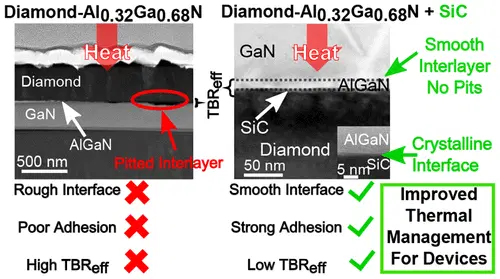 Diamond-Al0.32Ga0.68N
Heat
Diamond
GaN
AlGaN
Pitted Interlayer
500 nm
TBReff
Rough Interface
Poor Adhesion
High TBReff
Diamond-Al0.32Ga0.68N + SiC
GaN
Heat
AlGaN
SiC
Diamond
AlGaN
SiC
50 nm
5 nm
Smooth
Interlayer
No Pits
Crystalline
Interface
Smooth Interface
Strong Adhesion
Low TBReff
Improved
Thermal
Management
For Devices